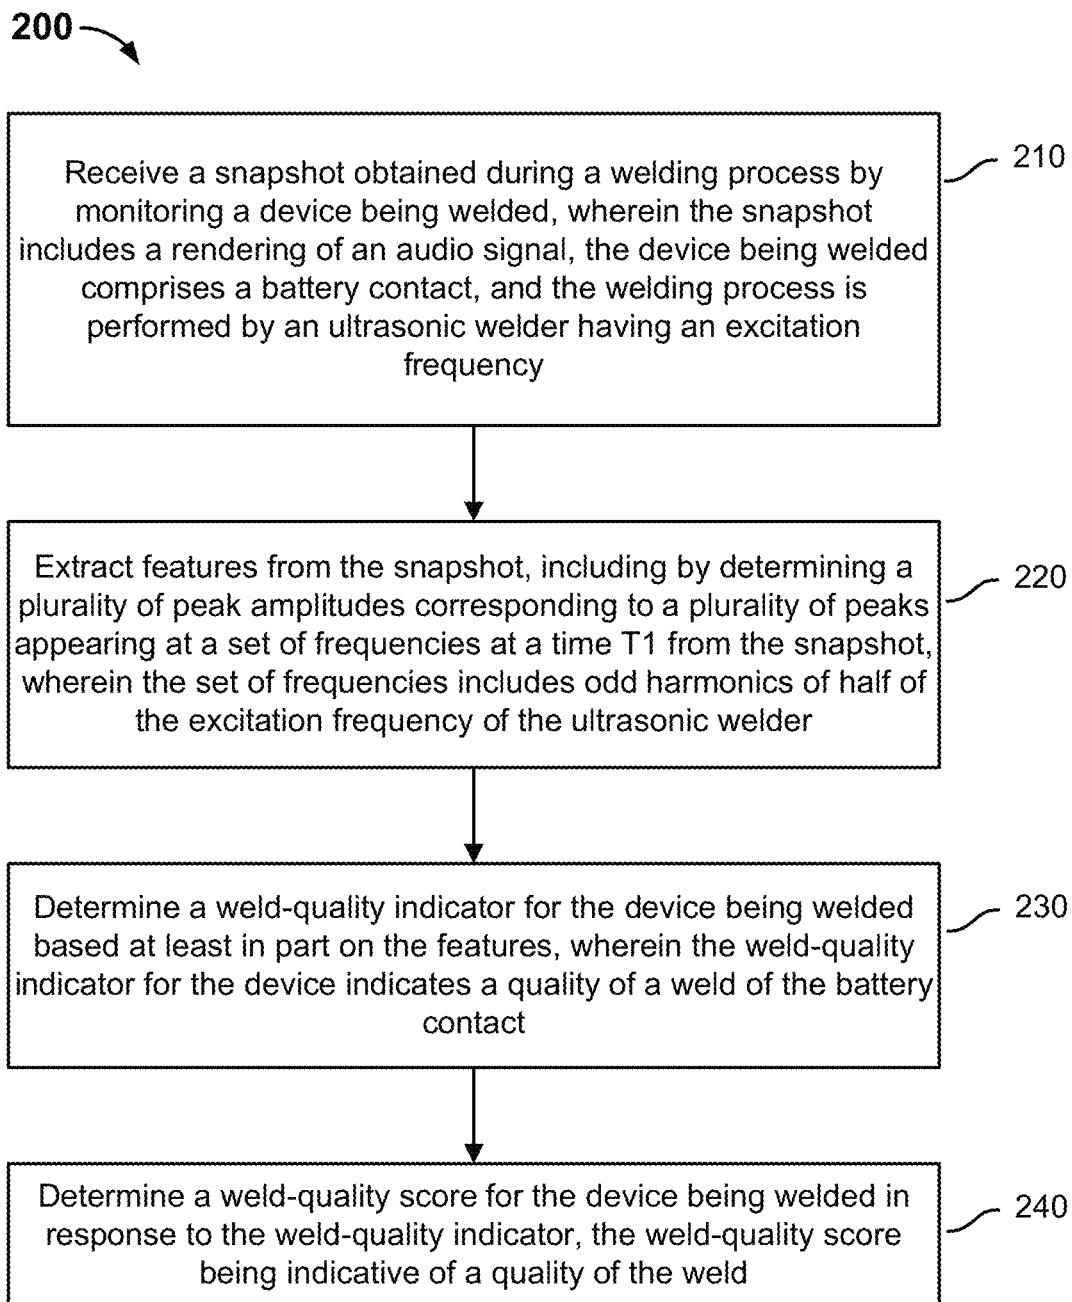 200
Receive a snapshot obtained during a welding process by
monitoring a device being welded, wherein the snapshot
includes a rendering of an audio signal, the device being welded
comprises a battery contact, and the welding process is
performed by an ultrasonic welder having an excitation
frequency
210
Extract features from the snapshot, including by determining a
plurality of peak amplitudes corresponding to a plurality of peaks
appearing at a set of frequencies at a time T1 from the snapshot,
wherein the set of frequencies includes odd harmonics of half of
the excitation frequency of the ultrasonic welder
220
Determine a weld-quality indicator for the device being welded
based at least in part on the features, wherein the weld-quality
indicator for the device indicates a quality of a weld of the battery
contact
230
Determine a weld-quality score for the device being welded in
response to the weld-quality indicator, the weld-quality score
being indicative of a quality of the weld
240